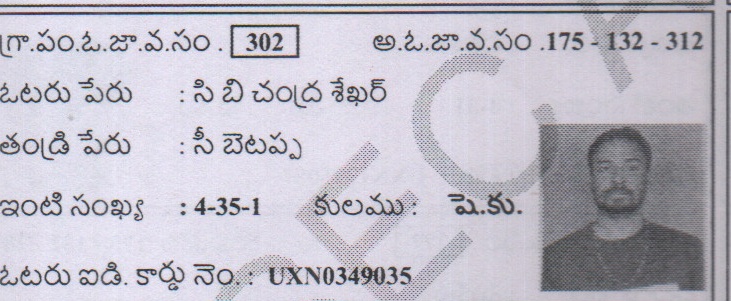 గ్రా.పం.ఓ.జా.వ.సం. 302 అ.ఓ.జా.వ.సం .175 - 132 - 312
ఓటరు పేరు : సి బి చంద్ర శేఖర్
తండ్రి పేరు : సీ బెటప్ప
ఇంటి సంఖ్య : 4-35-1 కులము : షె.కు.
ఓటరు ఐడి. కార్డు నెం. : UXN0349035